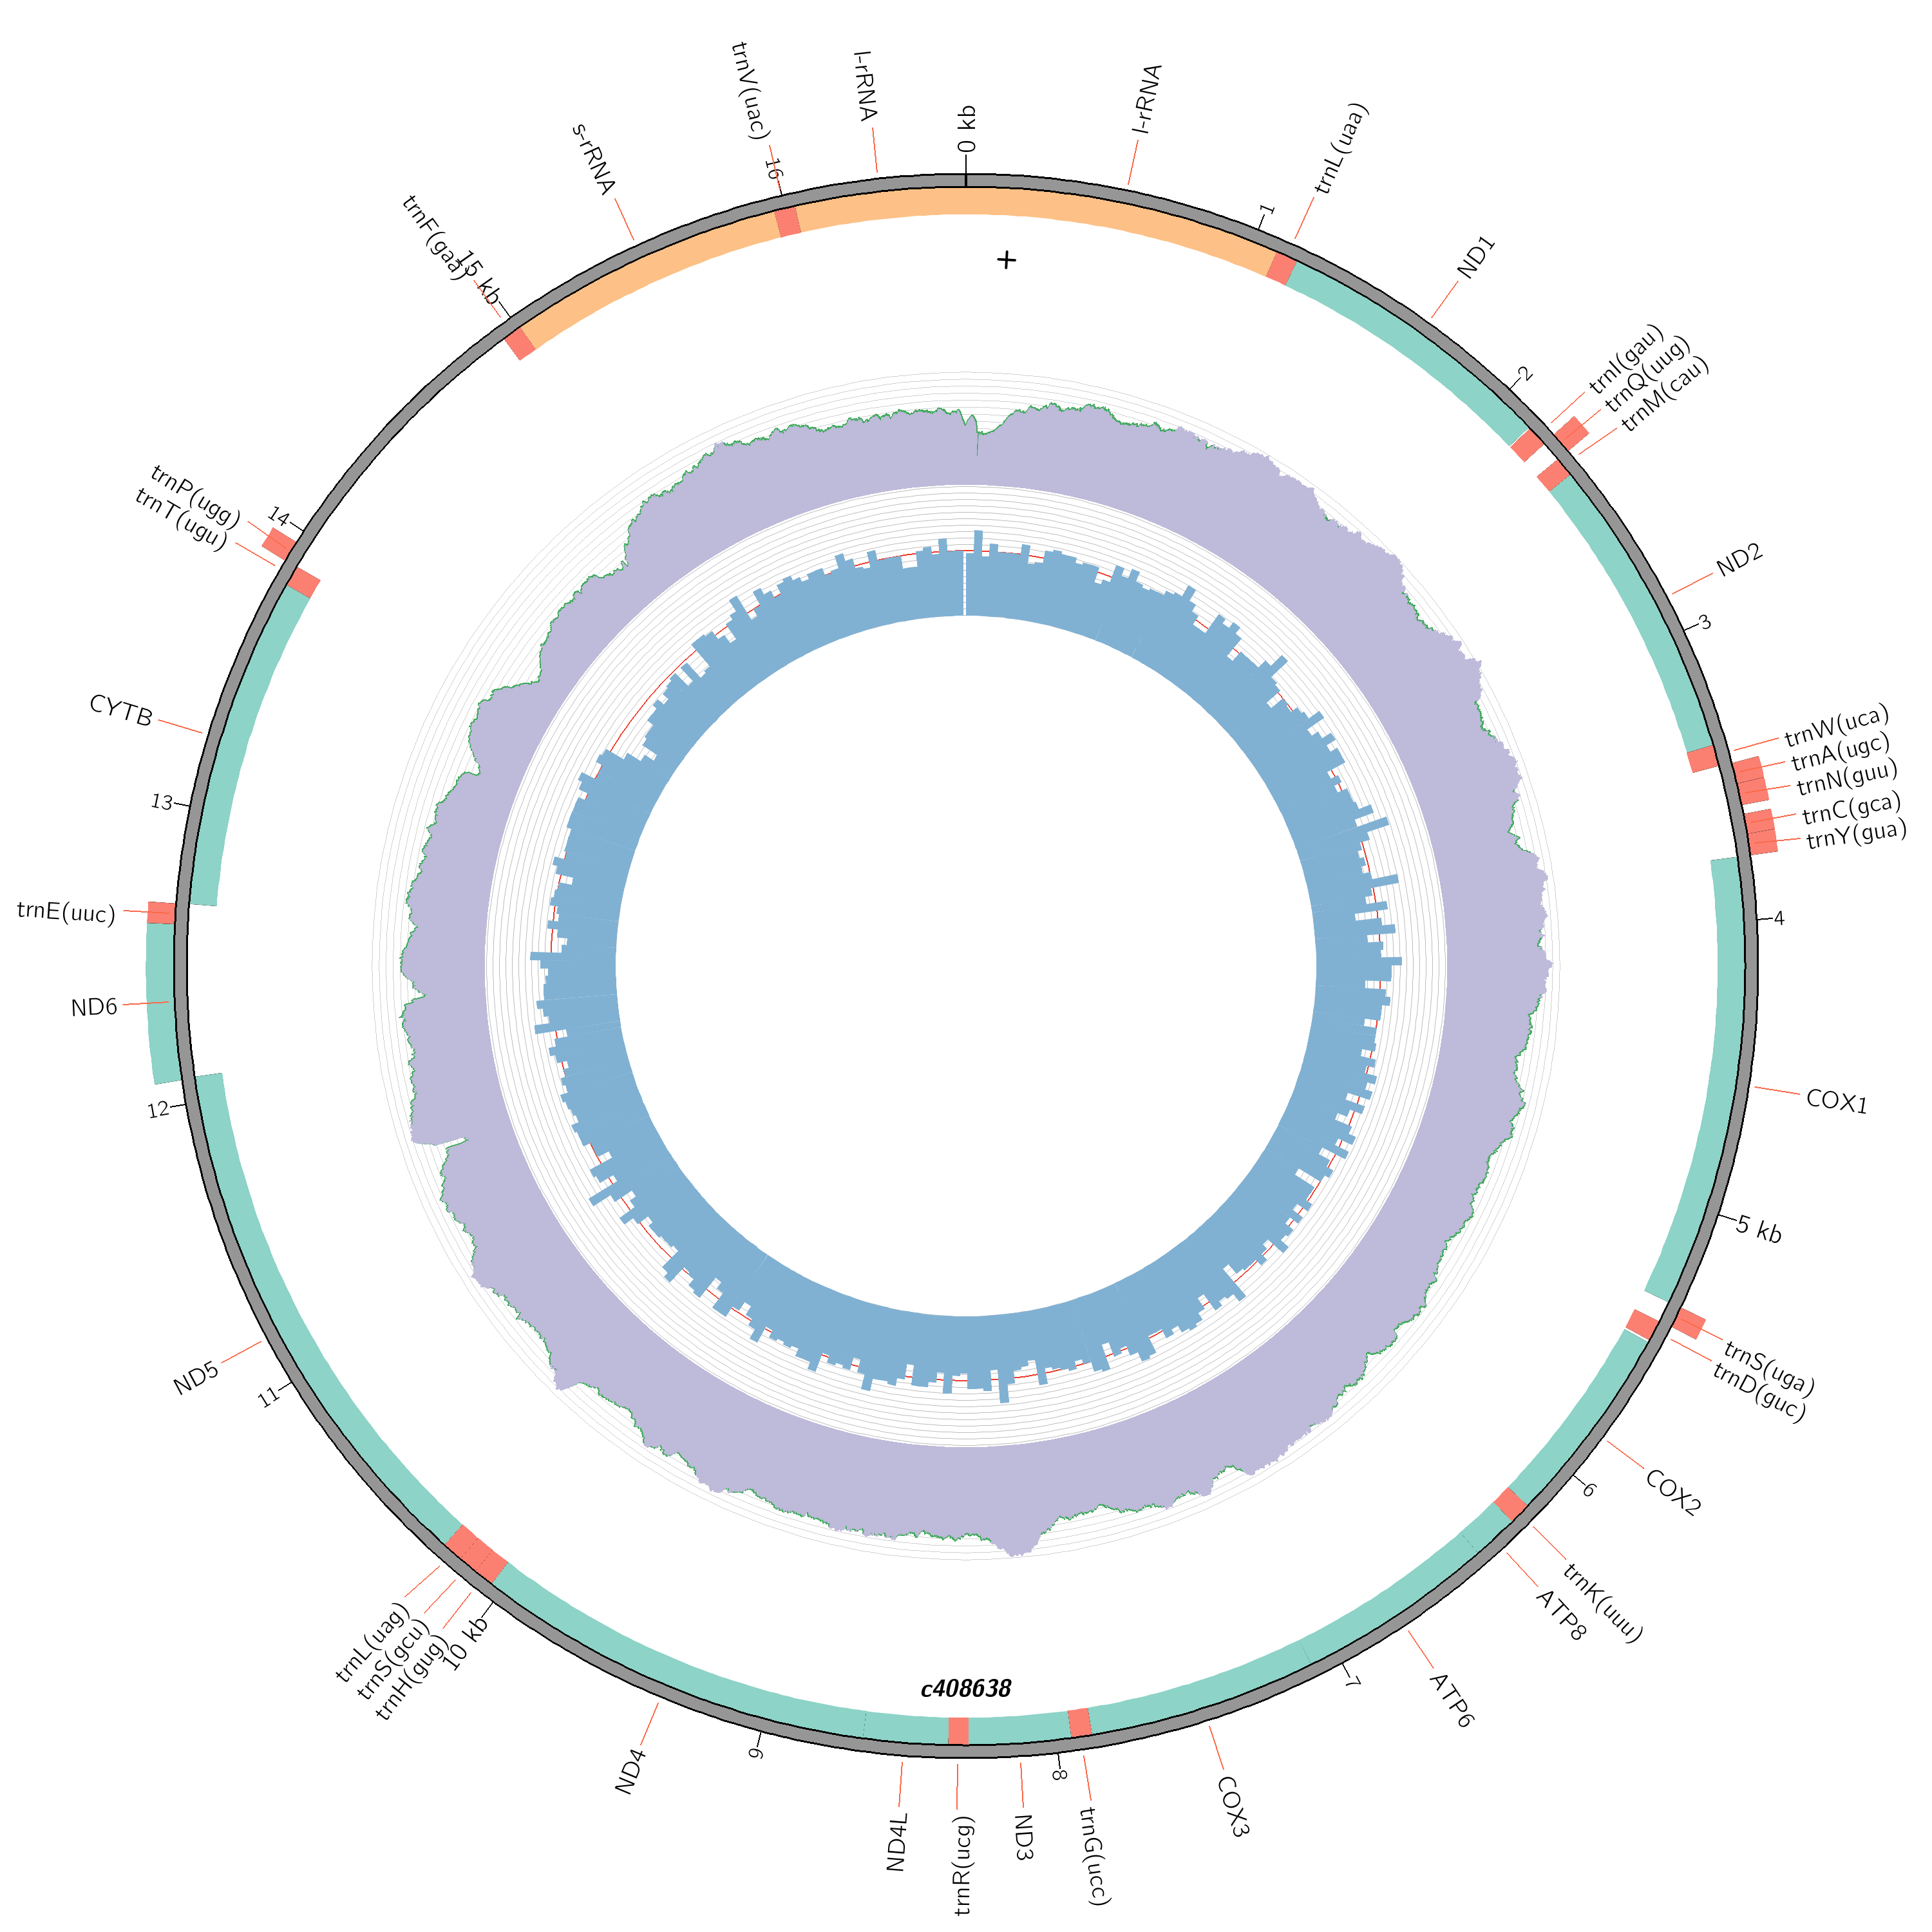 0 kb
l-rRNA
1
trnL(uaa)
ND1
2
trnI(gau)
trnQ(uug)
trnM(cau)
ND2
3
trnW(uca)
trnA(ugc)
trnN(guu)
trnC(gca)
trnY(gua)
4
COX1
5 kb
trnS(uga)
trnD(guc)
COX2
6
trnK(uuu)
ATP8
ATP6
7
COX3
trnG(ucc)
8
ND3
trnR(ucg)
ND4L
c408638
9
ND4
10 kb
trnH(gug)
trnS(gcu)
trnL(uag)
11
ND5
12
ND6
trnE(uuc)
13
CYTB
trnT(ugu)
trnP(ugg)
14
15 kb
trnF(gaa)
s-rRNA
16
trnV(uac)
l-rRNA
+